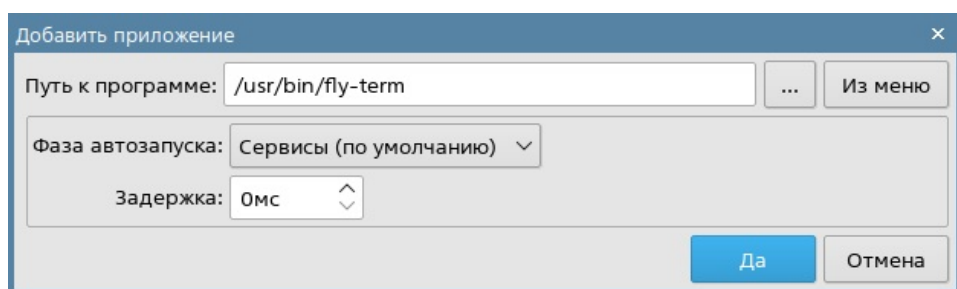 Добавить приложение
Путь к программе: /usr/bin/fly-term ... Из меню
Фаза автозапуска: Сервисы (по умолчанию)
Задержка: 0мс
Да Отмена